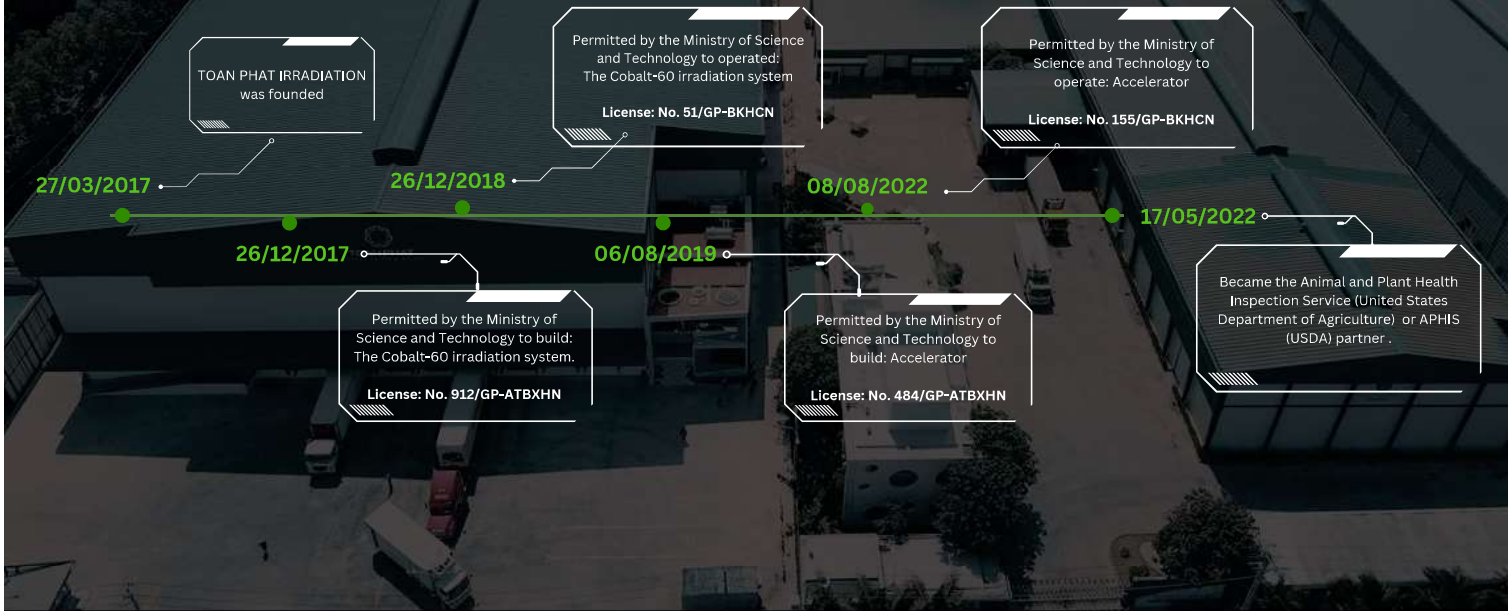 TOAN PHAT IRRADIATION
was founded
27/03/2017
Permitted by the Ministry of
Science and Technology to build:
The Cobalt-60 irradiation system.
License: No. 912/GP-ATBXHN
26/12/2017
Permitted by the Ministry of Science
and Technology to operated:
The Cobalt-60 irradiation system
License: No. 51/GP-BKHCN
26/12/2018
06/08/2019
Permitted by the Ministry of
Science and Technology to
build: Accelerator
License: No. 484/GP-ATBXHN
Permitted by the Ministry of
Science and Technology to
operate: Accelerator
License: No. 155/GP-BKHCN
08/08/2022
17/05/2022
Became the Animal and Plant Health
Inspection Service (United States
Department of Agriculture)  or APHIS
(USDA) partner .